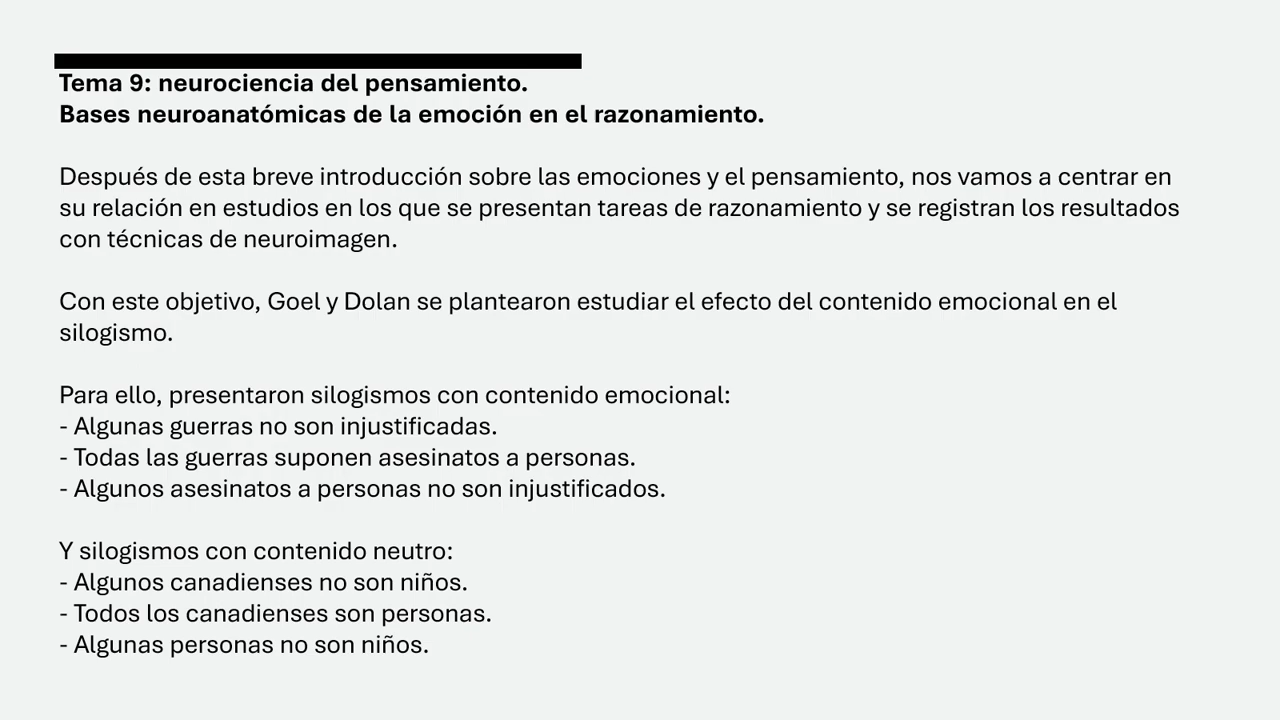 Tema 9: neurociencia del pensamiento.
Bases neuroanatómicas de la emoción en el razonamiento.
Después de esta breve introducción sobre las emociones y el pensamiento, nos vamos a centrar en
su relación en estudios en los que se presentan tareas de razonamiento y se registran los resultados
con técnicas de neuroimagen.
Con este objetivo, Goel y Dolan se plantearon estudiar el efecto del contenido emocional en el
silogismo.
Para ello, presentaron silogismos con contenido emocional:
- Algunas guerras no son injustificadas.
- Todas las guerras suponen asesinatos a personas.
- Algunos asesinatos a personas no son injustificados.
Y silogismos con contenido neutro:
- Algunos canadienses no son niños.
- Todos los canadienses son personas.
- Algunas personas no son niños.